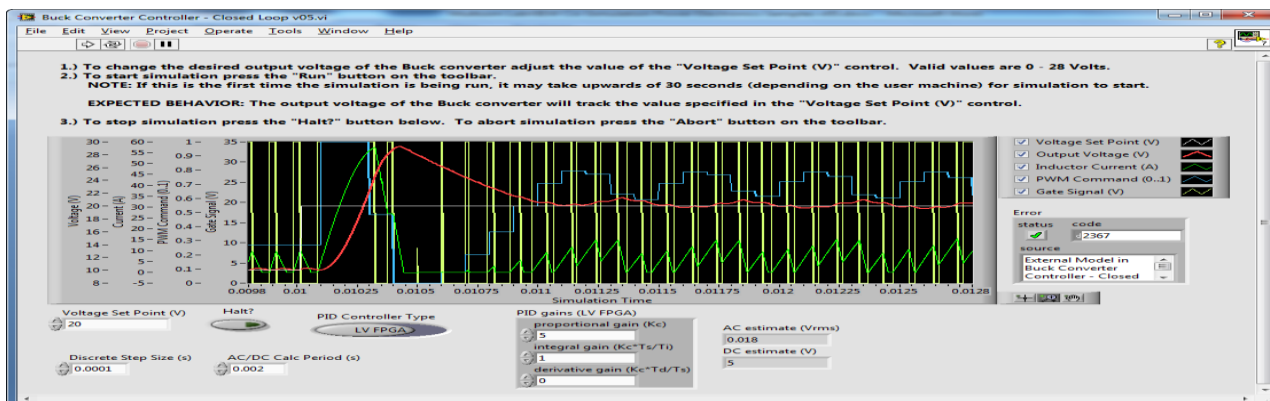 Buck Converter Controller - Closed Loop v05.vi
File Edit View Project Operate Tools Window Help
1.) To change the desired output voltage of the Buck converter adjust the value of the "Voltage Set Point (V)" control. Valid values are 0 - 28 Volts.
2.) To start simulation press the "Run" button on the toolbar.
NOTE: If this is the first time the simulation is being run, it may take upwards of 30 seconds (depending on the user machine) for simulation to start.
EXPECTED BEHAVIOR: The output voltage of the Buck converter will track the value specified in the "Voltage Set Point (V)" control.
3.) To stop simulation press the "Halt?" button below. To abort simulation press the "Abort" button on the toolbar.
Voltage (V)
30
28
26
24
22
20
18
16
14
12
10
8
Current (A)
60
55
50
45
40
35
30
25
20
15
10
5
0
-5
PWM Command (0..1)
1
0.9
0.8
0.7
0.6
0.5
0.4
0.3
0.2
0.1
0
Gate Signal (V)
35
30
25
20
15
10
5
0
0.0098 0.01 0.01025 0.0105 0.01075 0.011 0.01125 0.0115 0.01175 0.012 0.01225 0.0125 0.0128
Simulation Time
Voltage Set Point (V)
Output Voltage (V)
Inductor Current (A)
PWM Command (0..1)
Gate Signal (V)
Error
status code
2367
source
External Model in
Buck Converter
Controller - Closed
Voltage Set Point (V)
20
Halt?
PID Controller Type
LV FPGA
Discrete Step Size (s)
0.0001
AC/DC Calc Period (s)
0.002
PID gains (LV FPGA)
proportional gain (Kc)
5
integral gain (Kc*Ts/Ti)
1
derivative gain (Kc*Td/Ts)
0
AC estimate (Vrms)
0.018
DC estimate (V)
5